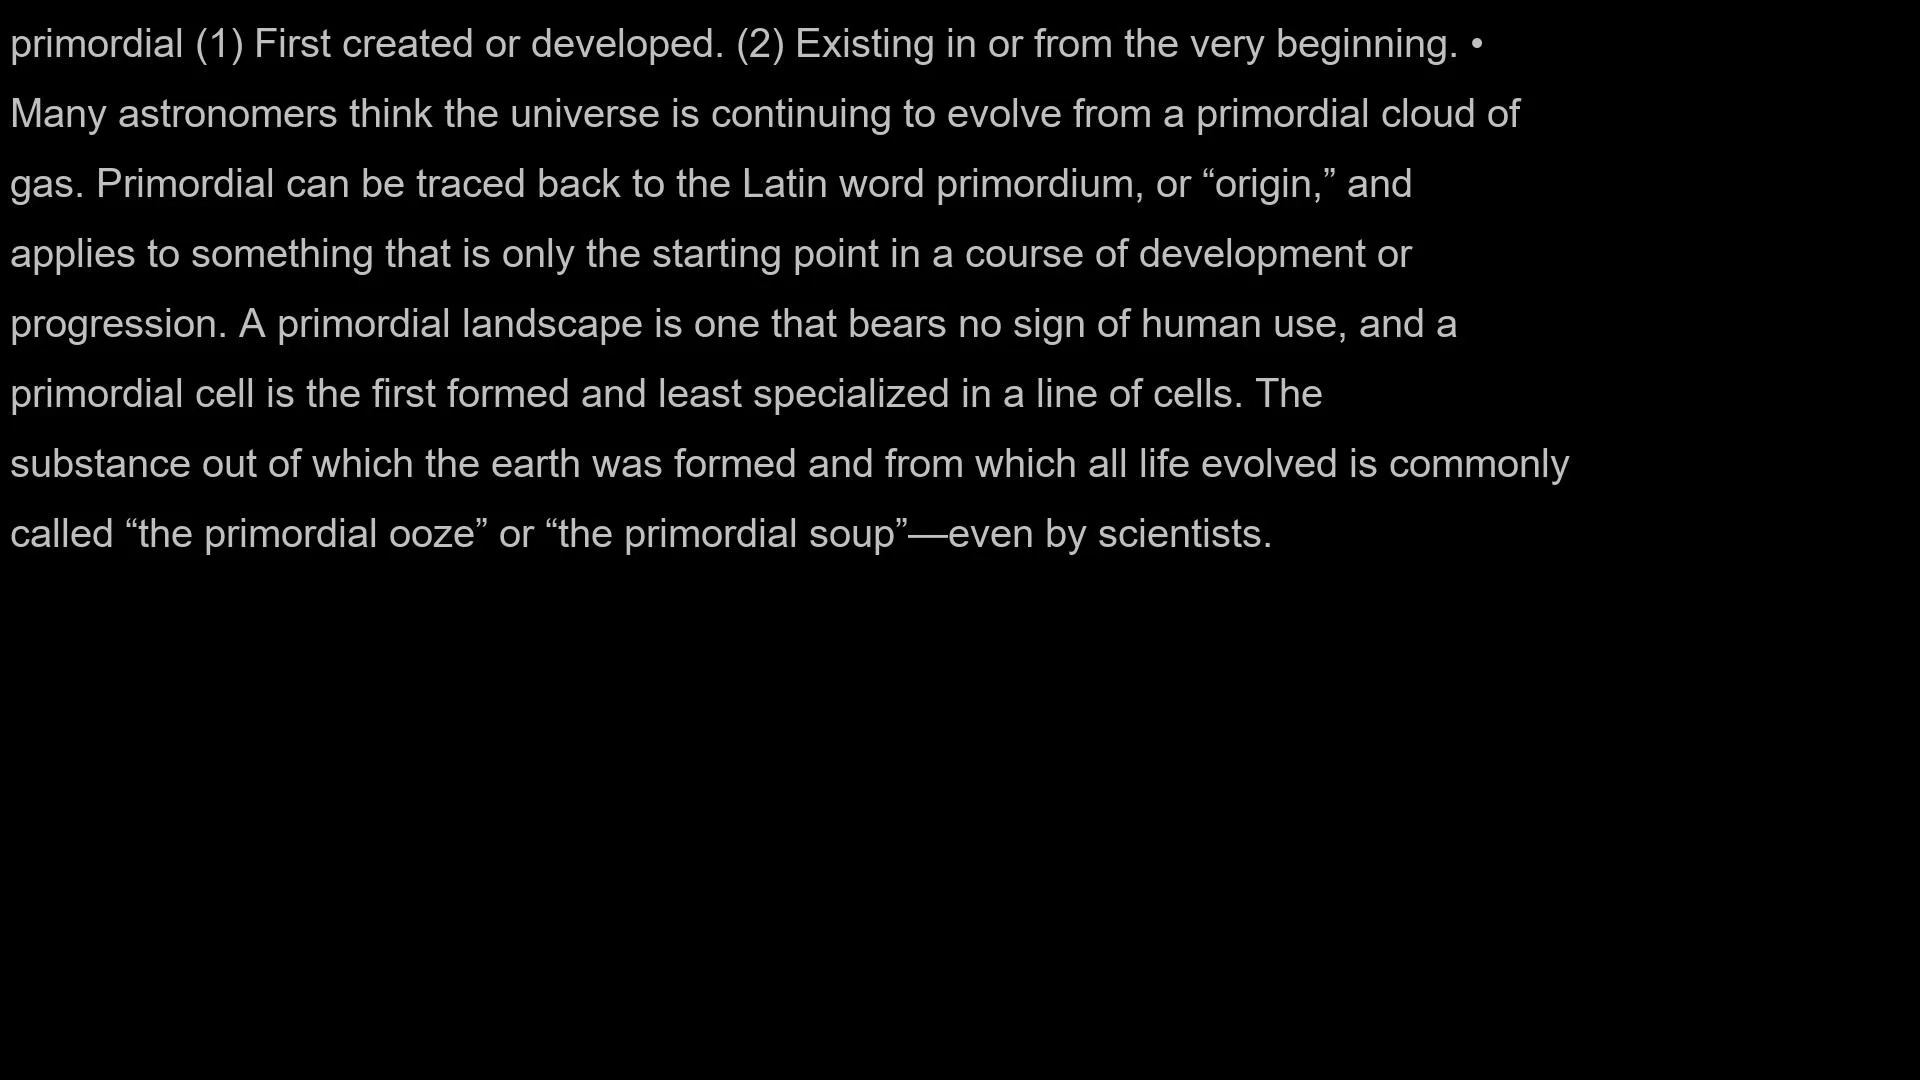 primordial (1) First created or developed. (2) Existing in or from the very beginning. •
Many astronomers think the universe is continuing to evolve from a primordial cloud of
gas. Primordial can be traced back to the Latin word primordium, or “origin,” and
applies to something that is only the starting point in a course of development or
progression. A primordial landscape is one that bears no sign of human use, and a
primordial cell is the first formed and least specialized in a line of cells. The
substance out of which the earth was formed and from which all life evolved is commonly
called “the primordial ooze” or “the primordial soup”—even by scientists.